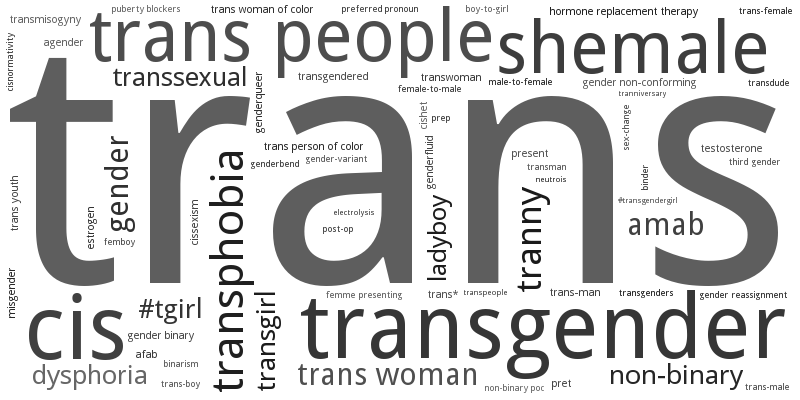 puberty blockers
trans woman of color
preferred pronoun
boy-to-girl
hormone replacement therapy
trans-female
transmisogyny
trans people
shemale
cisnormativity
agender
transsexual
transgendered
transwoman
male-to-female
gender non-conforming
transdude
female-to-male
tranniversary
genderqueer
trans
cishet
prep
sex-change
trans person of color
genderbend
gender-variant
genderfluid
present
transman
neutrois
testosterone
third gender
binder
gender
transphobia
trans youth
estrogen
cissexism
femboy
electrolysis
post-op
ladyboy
tranny
#transgendergirl
amab
misgender
cis
#tgirl
transgirl
femme presenting
trans*
transpeople
trans-man
transgenders
gender reassignment
transgender
gender binary
afab
binarism
dysphoria
trans-boy
trans woman
non-binary poc
pret
non-binary
trans-male